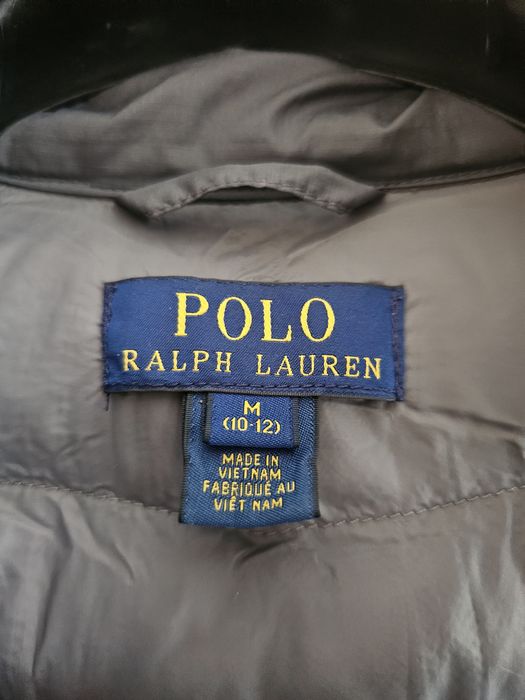 POLO
RALPH LAUREN
M
(10-12)
MADE IN
VIETNAM
FABRIQUÉ AU
VIÊT NAM